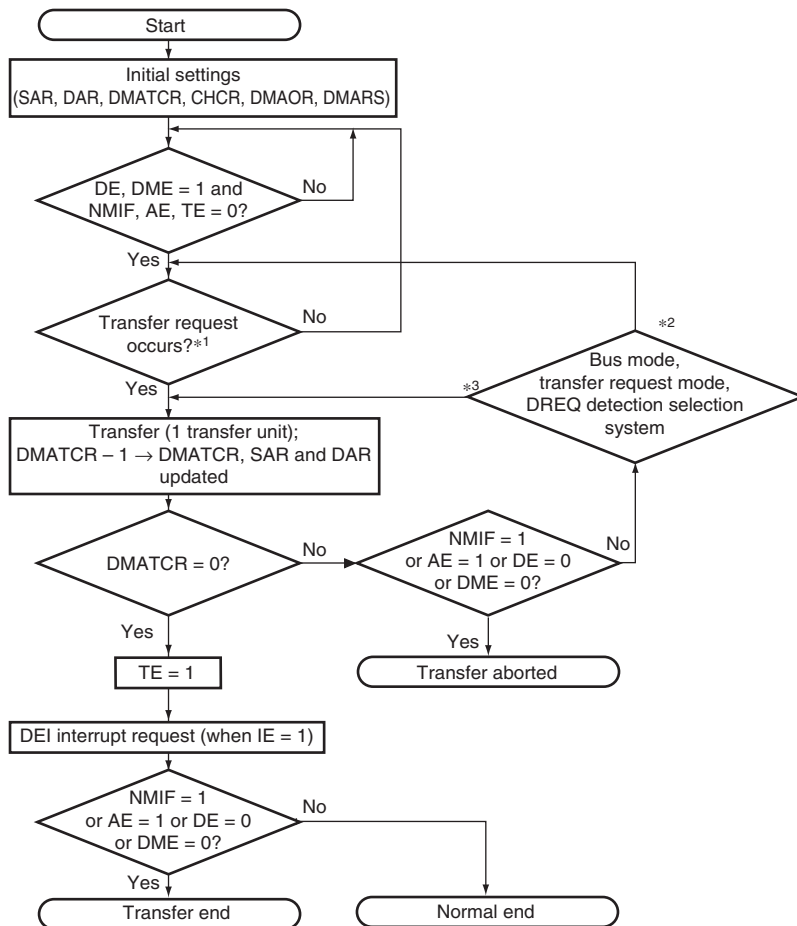 Start
Initial settings
(SAR, DAR, DMATCR, CHCR, DMAOR, DMARS)
DE, DME = 1 and
NMIF, AE, TE = 0?
No
Yes
Transfer request
occurs?*1
No
Yes
*2
Bus mode,
transfer request mode,
DREQ detection selection
system
*3
Transfer (1 transfer unit);
DMATCR – 1 → DMATCR, SAR and DAR
updated
DMATCR = 0?
No
Yes
NMIF = 1
or AE = 1 or DE = 0
or DME = 0?
No
Yes
Transfer aborted
TE = 1
DEI interrupt request (when IE = 1)
NMIF = 1
or AE = 1 or DE = 0
or DME = 0?
No
Yes
Transfer end
Normal end